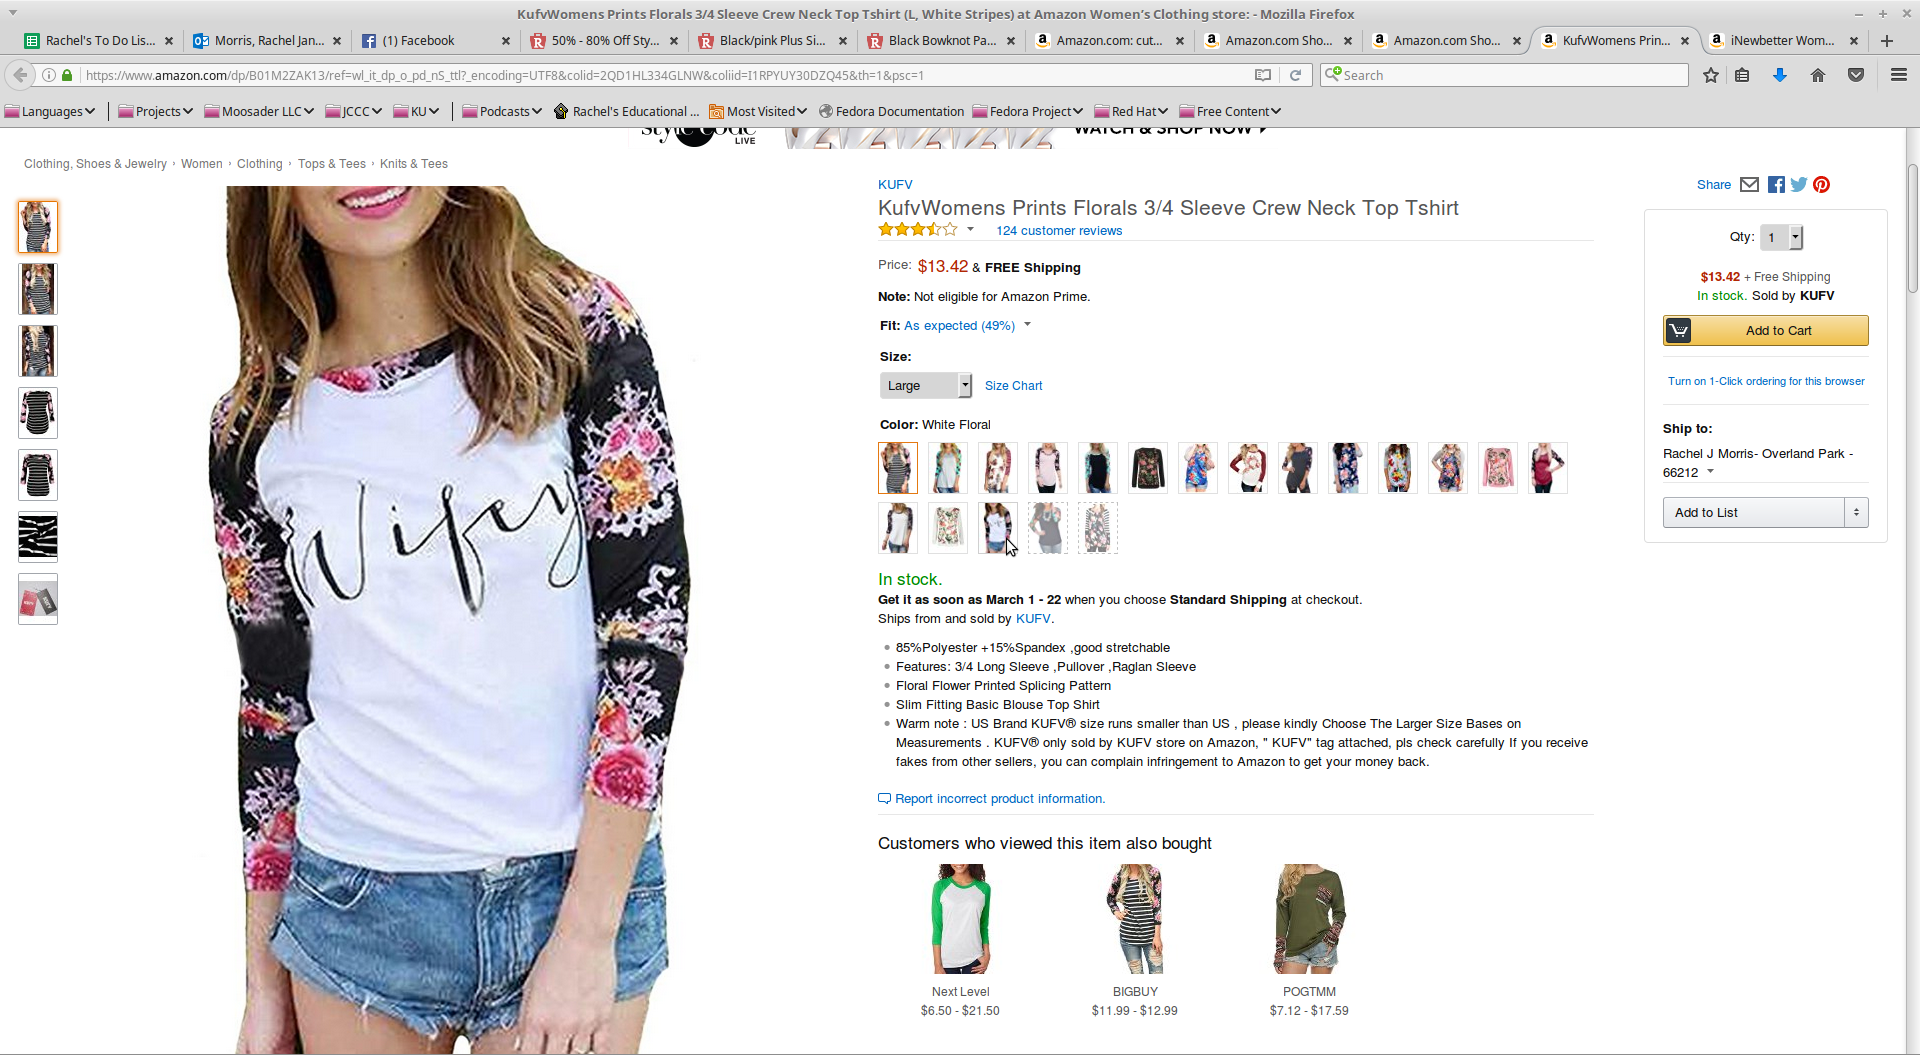 KufvWomens Prints Florals 3/4 Sleeve Crew Neck Top Tshirt (L, White Stripes) at Amazon Women's Clothing store: - Mozilla Firefox
Rachel's To Do Lis... Morris, Rachel Jan... (1) Facebook 50% - 80% Off Sty... Black/pink Plus Si... Black Bowknot Pa... Amazon.com: cut... Amazon.com Sho... Amazon.com Sho... KufvWomens Prin... iNewbetter Wom...
https://www.amazon.com/dp/B01M2ZAK13/ref=wl_it_dp_o_pd_nS_ttl?_encoding=UTF8&colid=2QD1HL334GLNW&coliid=I1RPYUY30DZQ45&th=1&psc=1 Search
Languages Projects Moosader LLC JCCC KU Podcasts Rachel's Educational ... Most Visited Fedora Documentation Fedora Project Red Hat Free Content
style code LIVE WATCH & SHOP NOW
Clothing, Shoes & Jewelry › Women › Clothing › Tops & Tees › Knits & Tees
KUFV
KufvWomens Prints Florals 3/4 Sleeve Crew Neck Top Tshirt
124 customer reviews
Price: $13.42 & FREE Shipping
Note: Not eligible for Amazon Prime.
Fit: As expected (49%)
Size:
Large Size Chart
Color: White Floral
In stock.
Get it as soon as March 1 - 22 when you choose Standard Shipping at checkout.
Ships from and sold by KUFV.
85%Polyester +15%Spandex ,good stretchable
Features: 3/4 Long Sleeve ,Pullover ,Raglan Sleeve
Floral Flower Printed Splicing Pattern
Slim Fitting Basic Blouse Top Shirt
Warm note : US Brand KUFV® size runs smaller than US , please kindly Choose The Larger Size Bases on
Measurements . KUFV® only sold by KUFV store on Amazon, " KUFV" tag attached, pls check carefully If you receive
fakes from other sellers, you can complain infringement to Amazon to get your money back.
Report incorrect product information.
Customers who viewed this item also bought
Next Level BIGBUY POGTMM
$6.50 - $21.50 $11.99 - $12.99 $7.12 - $17.59
Share
Qty: 1
$13.42 + Free Shipping
In stock. Sold by KUFV
Add to Cart
Turn on 1-Click ordering for this browser
Ship to:
Rachel J Morris- Overland Park -
66212
Add to List
Wifey